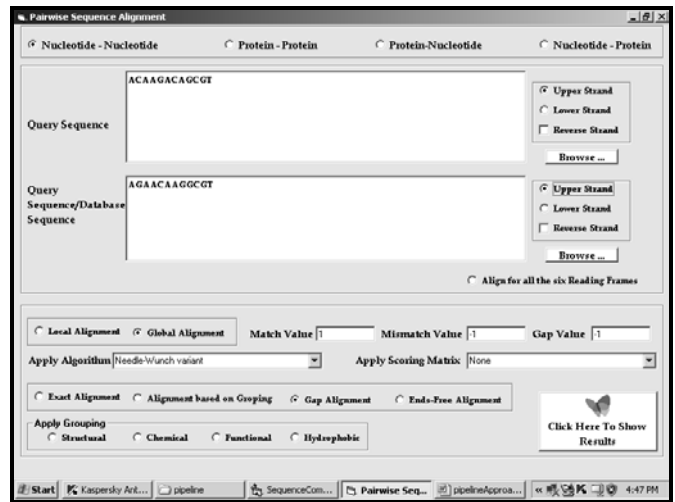 Pairwise Sequence Alignment
Nucleotide - Nucleotide Protein - Protein Protein-Nucleotide Nucleotide - Protein
ACAAGACAGCGT
Query Sequence
Upper Strand
Lower Strand
Reverse Strand
Browse ...
AGAACAAGGCGT
Query
Sequence/Database
Sequence
Upper Strand
Lower Strand
Reverse Strand
Browse ...
Align for all the six Reading Frames
Local Alignment Global Alignment Match Value 1 Mismatch Value -1 Gap Value -1
Apply Algorithm Needle-Wunch variant Apply Scoring Matrix None
Exact Alignment Alignment based on Groping Gap Alignment Ends-Free Alignment
Apply Grouping
Structural Chemical Functional Hydrophobic
Click Here To Show
Results
Start Kaspersky Ant... pipeline SequenceCom... Pairwise Seq... pipelineApproa... « 4:47 PM